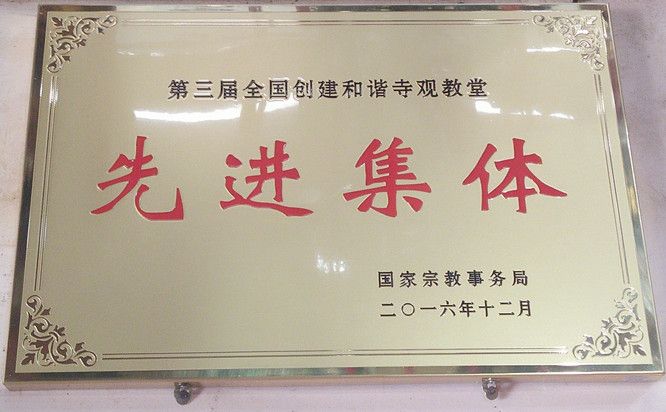 第三届全国创建和谐寺观教堂
先进集体
国家宗教事务局
二〇一六年十二月